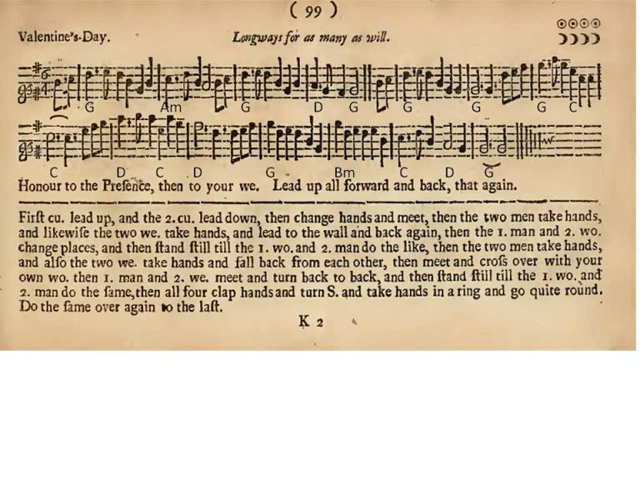 ( 99 )
Valentine's-Day. Longways for as many as will.
G Am G D G G G G C
C D C D G Bm C D G
Honour to the Preſence, then to your we. Lead up all forward and back, that again.
Firſt cu. lead up, and the 2. cu. lead down, then change hands and meet, then the two men take hands,
and likewiſe the two we. take hands, and lead to the wall and back again, then the 1. man and 2. wo.
change places, and then ſtand ſtill till the 1. wo. and 2. man do the like, then the two men take hands,
and alſo the two we. take hands and fall back from each other, then meet and croſs over with your
own wo. then 1. man and 2. we. meet and turn back to back, and then ſtand ſtill till the 1. wo. and
2. man do the ſame, then all four clap hands and turn S. and take hands in a ring and go quite round.
Do the ſame over again to the laſt.
K 2